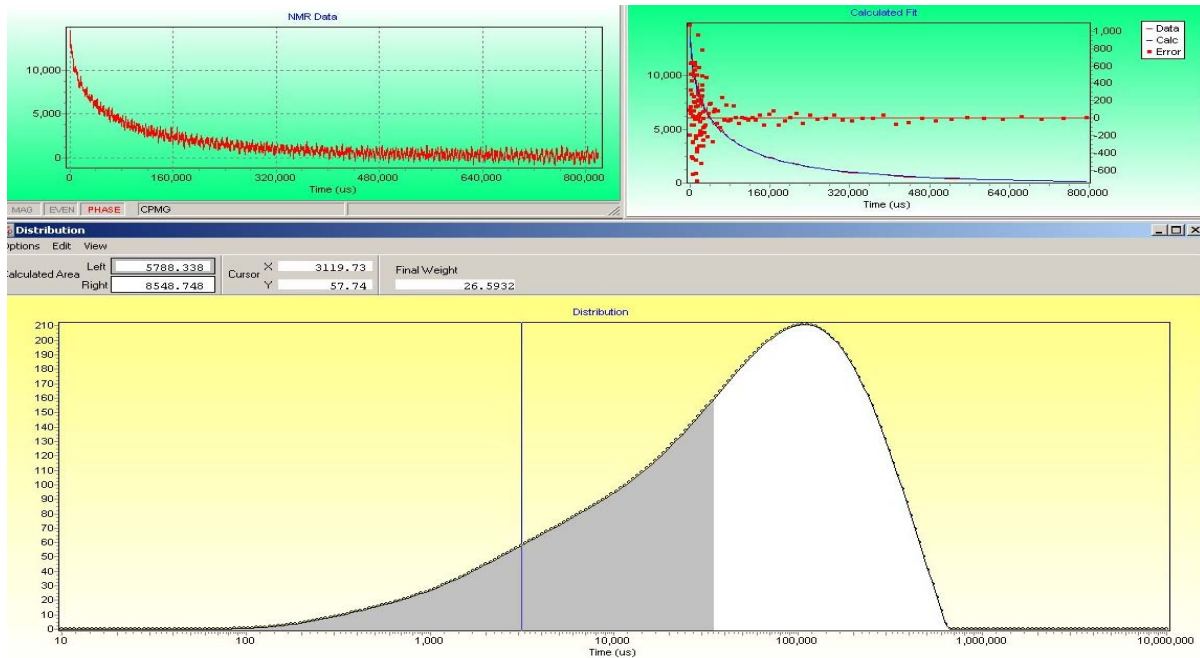 NMR Data
10,000
5,000
0
0 160,000 320,000 480,000 640,000 800,000
Time (us)
MAG EVEN PHASE CPMG
Calculated Fit
10,000
5,000
0
1,000
800
600
400
200
0
-200
-400
-600
Data
Calc
Error
0 160,000 320,000 480,000 640,000 800,000
Time (us)
Distribution
Options Edit View
Calculated Area Left 5788.338
Right 8548.748
Cursor X 3119.73
Y 57.74
Final Weight
26.5932
Distribution
210
200
190
180
170
160
150
140
130
120
110
100
90
80
70
60
50
40
30
20
10
0
10 100 1,000 10,000 100,000 1,000,000 10,000,000
Time (us)